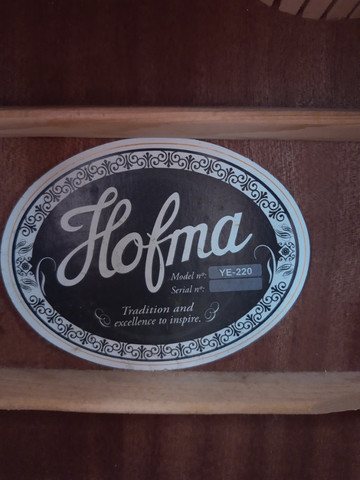 Hofma
Model nº: YE-220
Serial nº:
Tradition and
excellence to inspire.